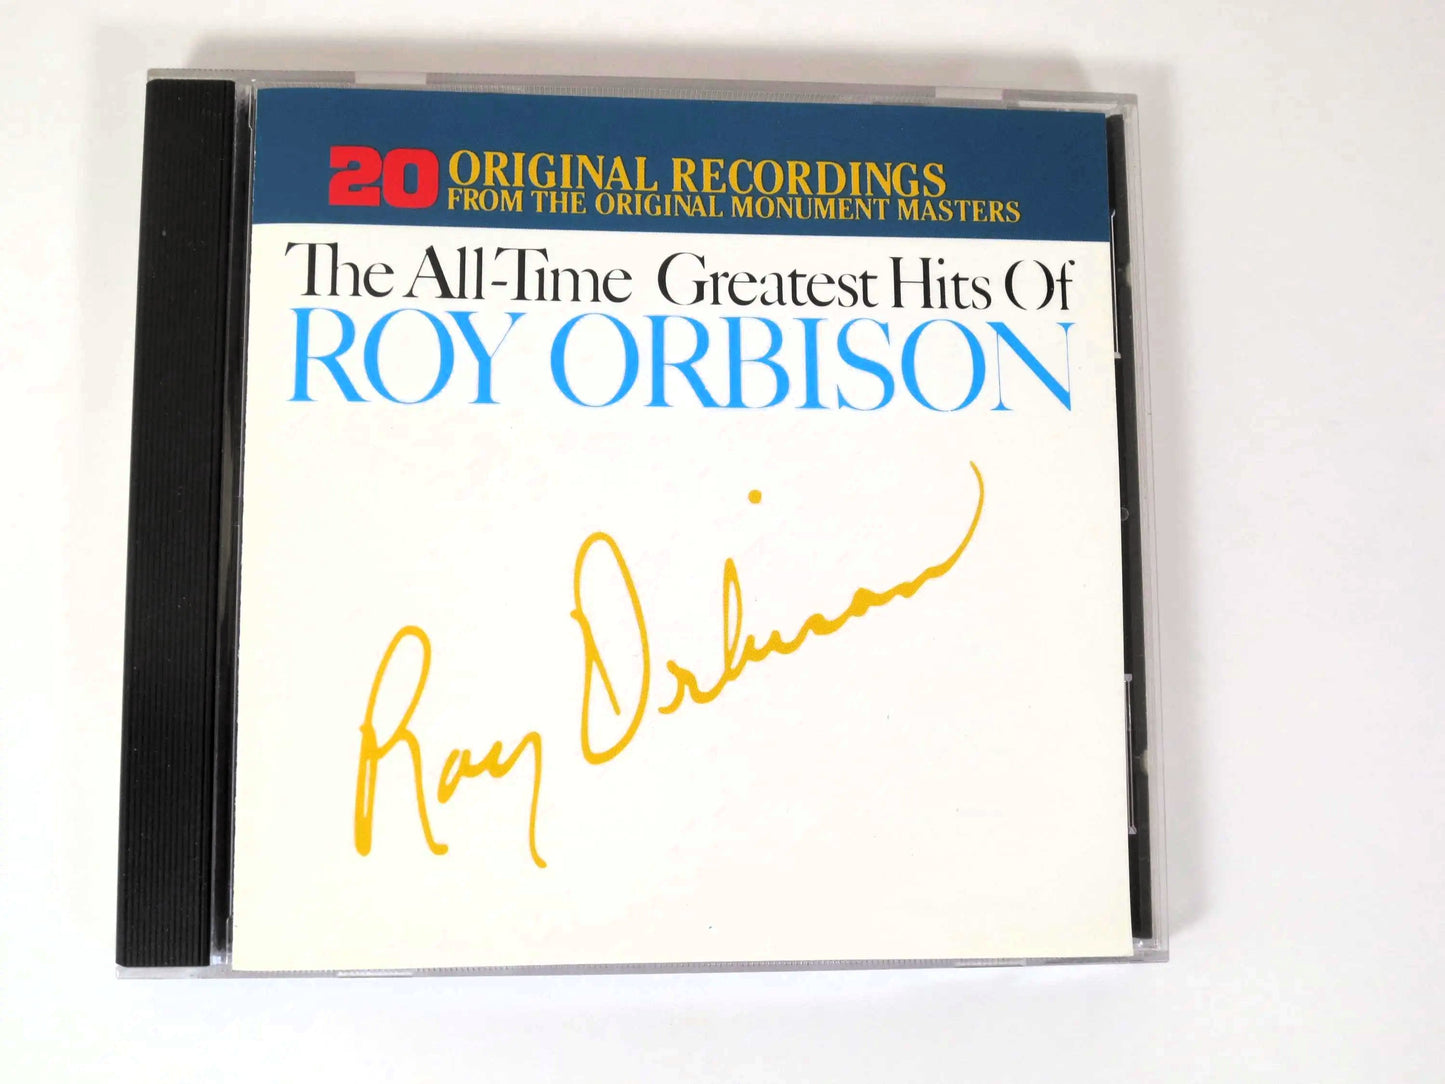 20 ORIGINAL RECORDINGS
FROM THE ORIGINAL MONUMENT MASTERS
The All-Time Greatest Hits Of
ROY ORBISON
Roy Orbison